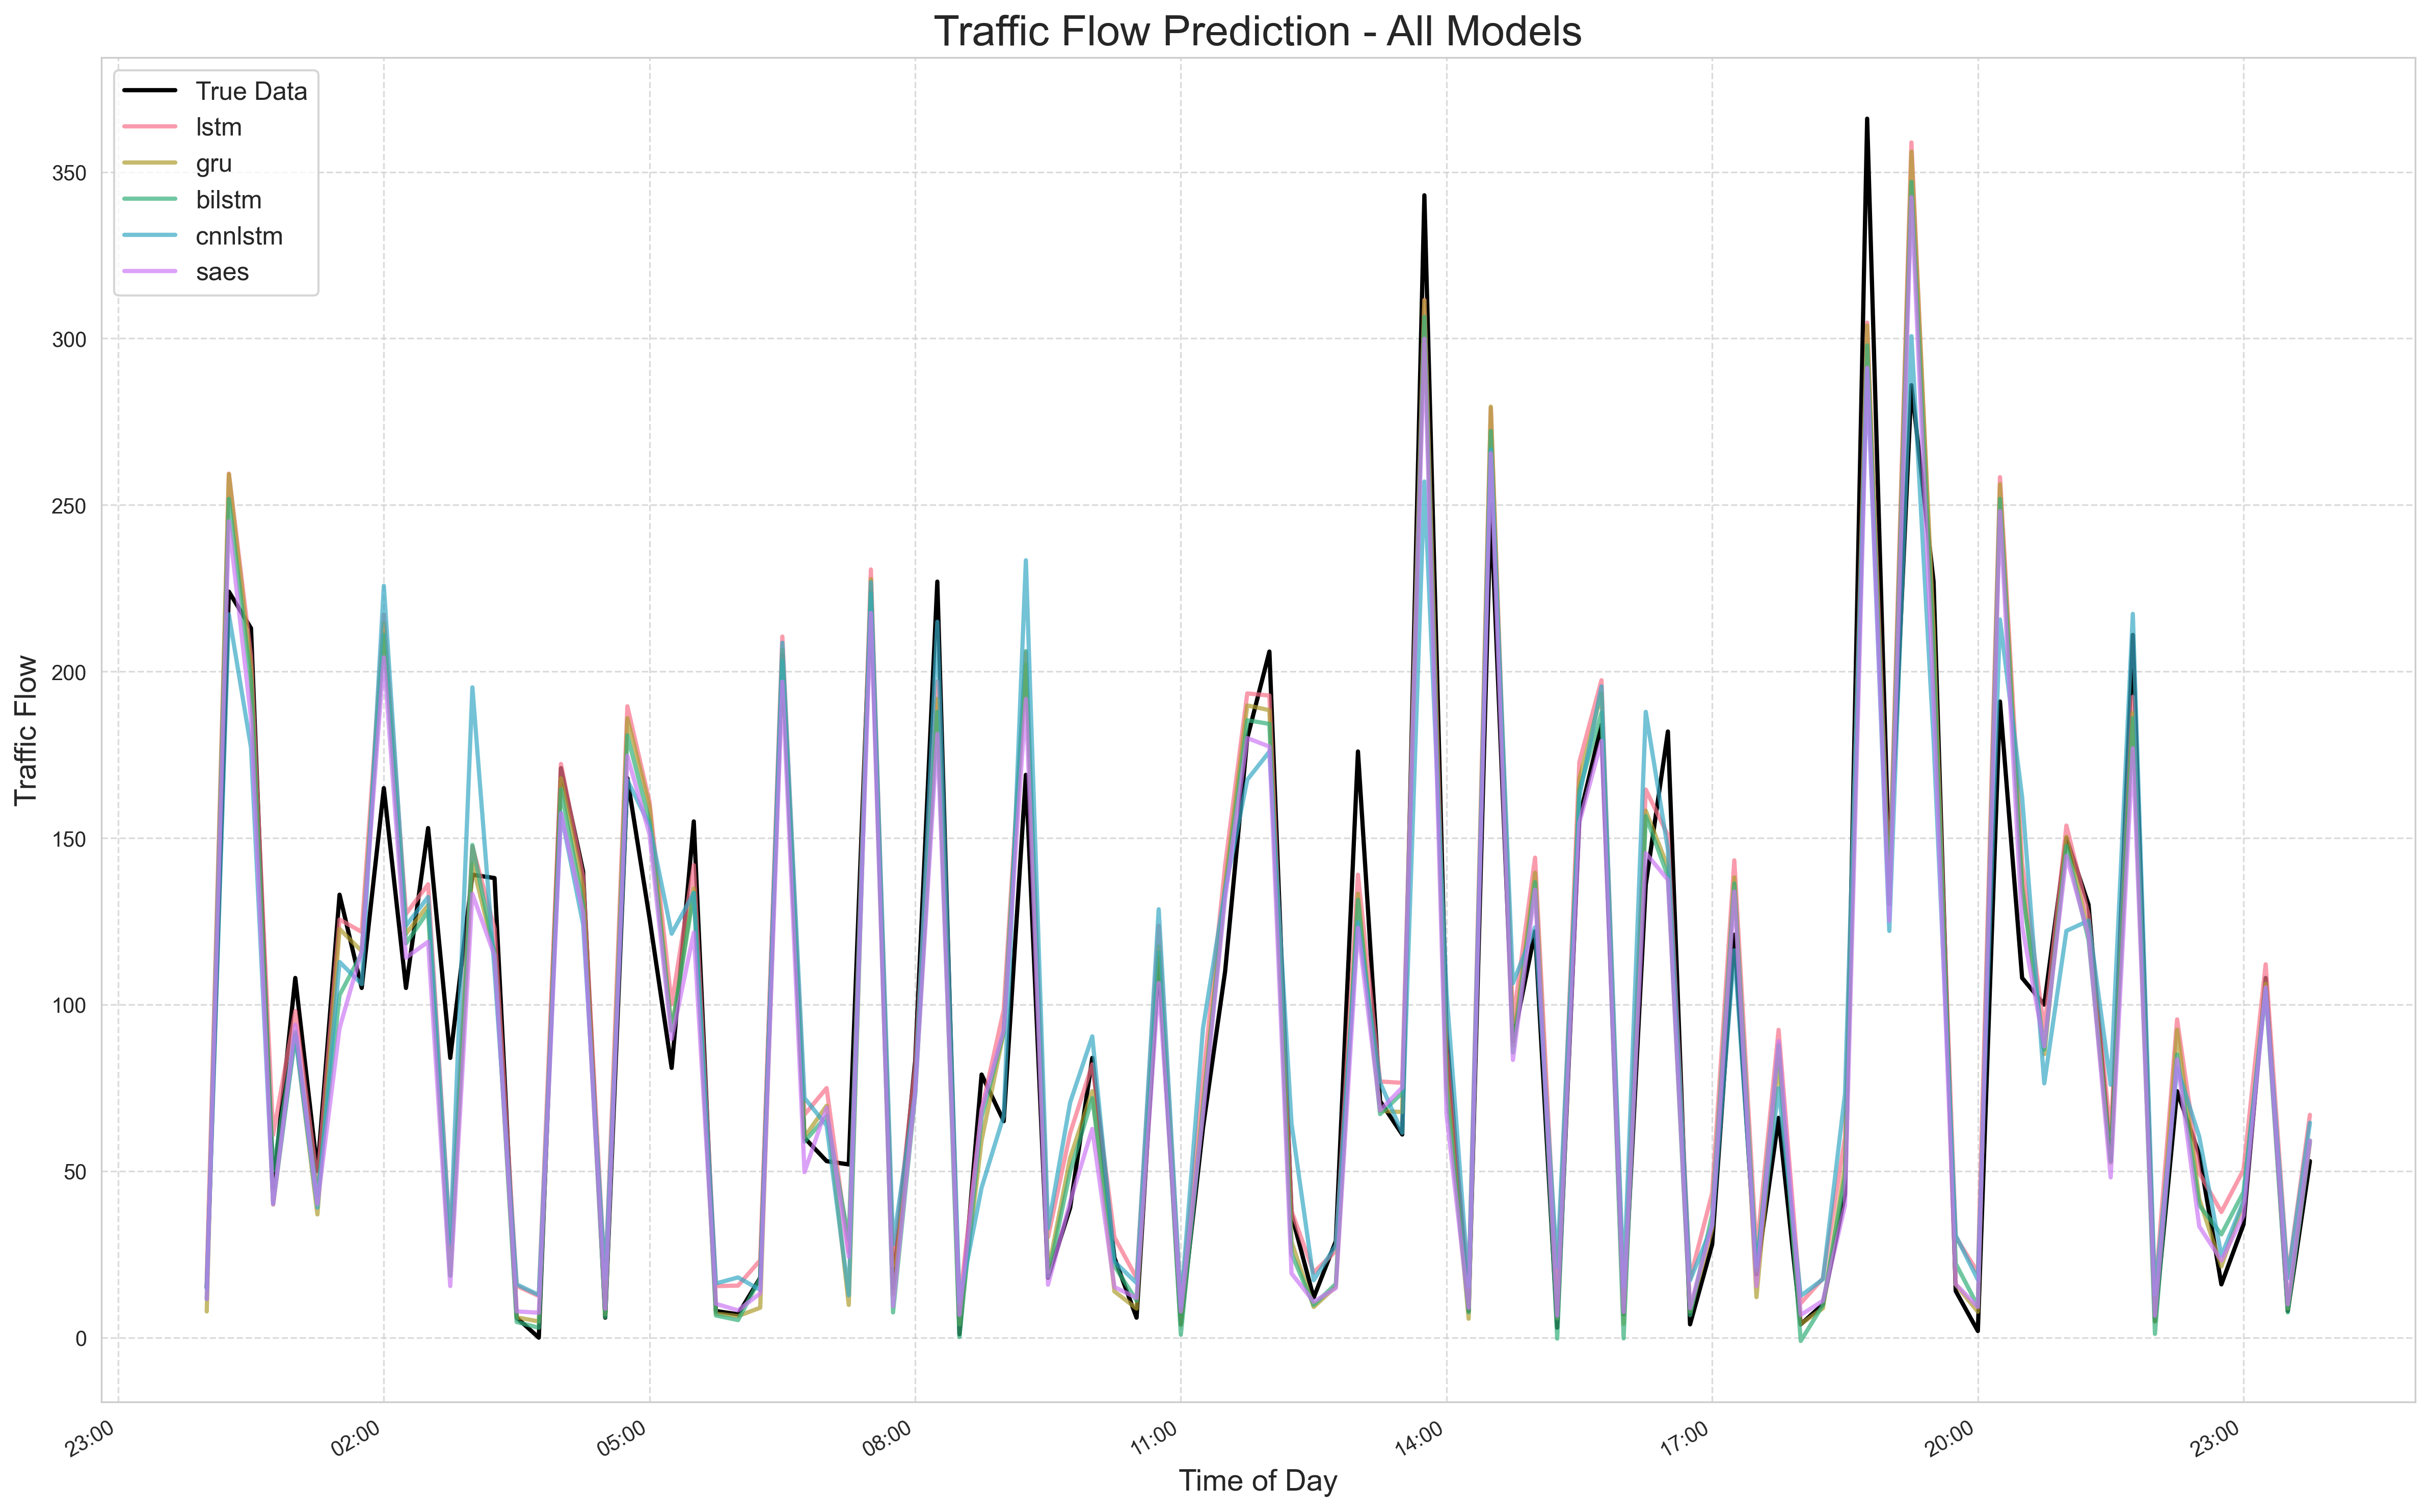 Traffic Flow Prediction - All Models
True Data
lstm
gru
bilstm
cnnlstm
saes
Traffic Flow
350
300
250
200
150
100
50
0
23:00
02:00
05:00
08:00
11:00
14:00
17:00
20:00
23:00
Time of Day